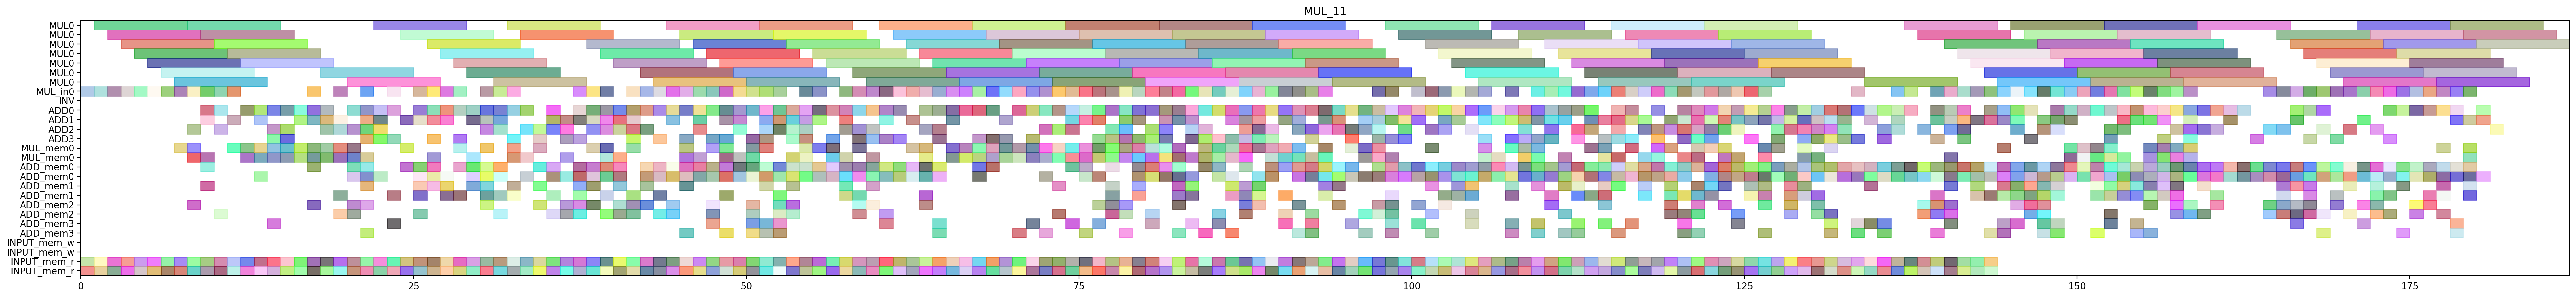 MUL_11
MUL0
MUL0
MUL0
MUL0
MUL0
MUL0
MUL0
MUL_in0
INV
ADD0
ADD1
ADD2
ADD3
MUL_mem0
MUL_mem0
ADD_mem0
ADD_mem0
ADD_mem1
ADD_mem1
ADD_mem2
ADD_mem2
ADD_mem3
ADD_mem3
INPUT_mem_w
INPUT_mem_w
INPUT_mem_r
INPUT_mem_r
0 25 50 75 100 125 150 175